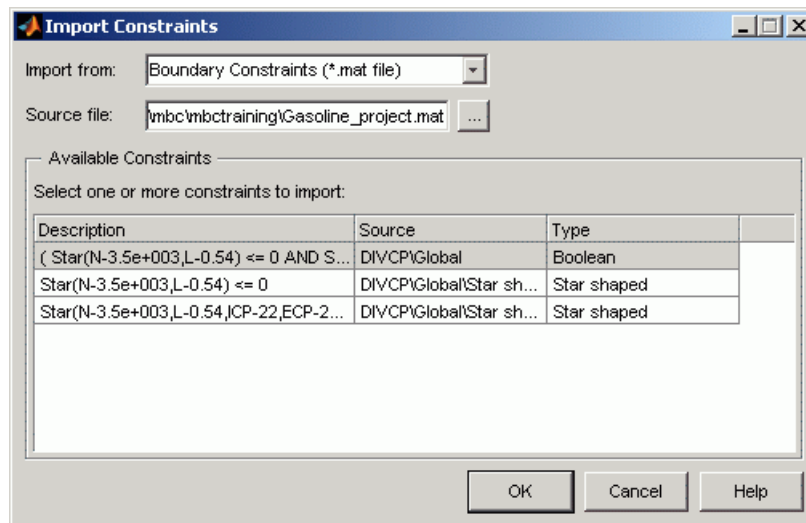 Import Constraints
Import from: Boundary Constraints (*.mat file)
Source file: \mbc\mbctraining\Gasoline_project.mat ...
Available Constraints
Select one or more constraints to import:
Description Source Type
( Star(N-3.5e+003,L-0.54) <= 0 AND S... DIVCP\Global Boolean
Star(N-3.5e+003,L-0.54) <= 0 DIVCP\Global\Star sh... Star shaped
Star(N-3.5e+003,L-0.54,ICP-22,ECP-2... DIVCP\Global\Star sh... Star shaped
OK Cancel Help